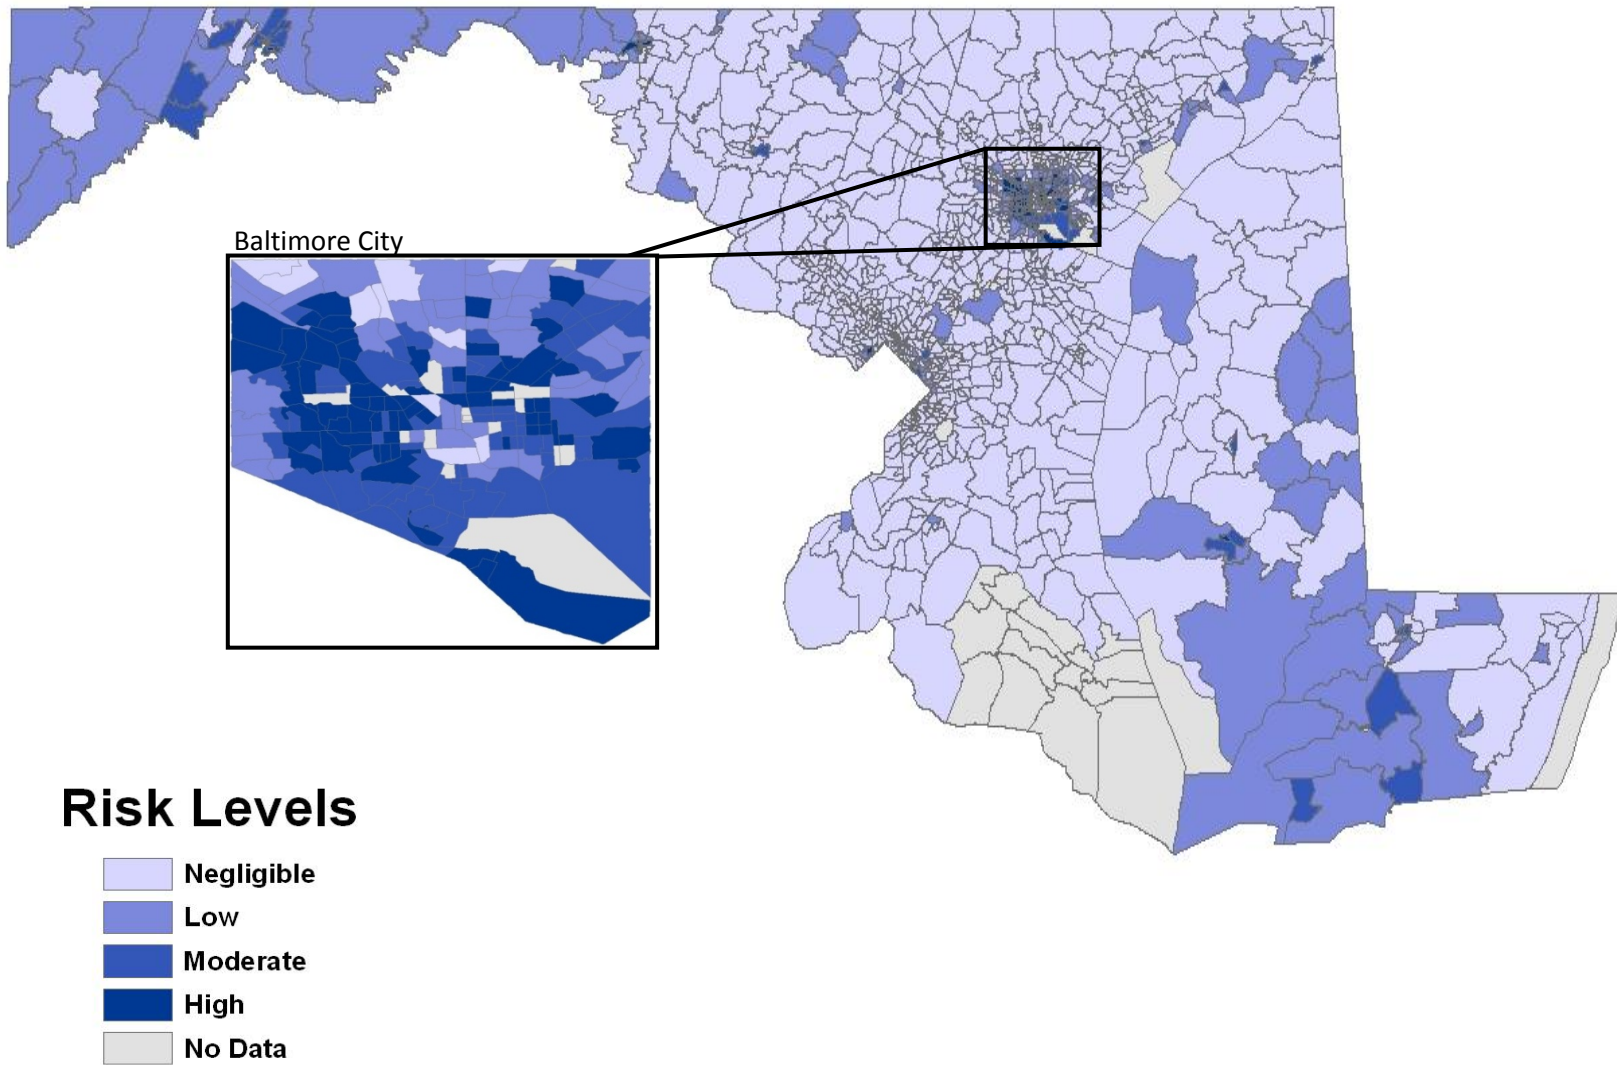 Baltimore City
Risk Levels
Negligible
Low
Moderate
High
No Data